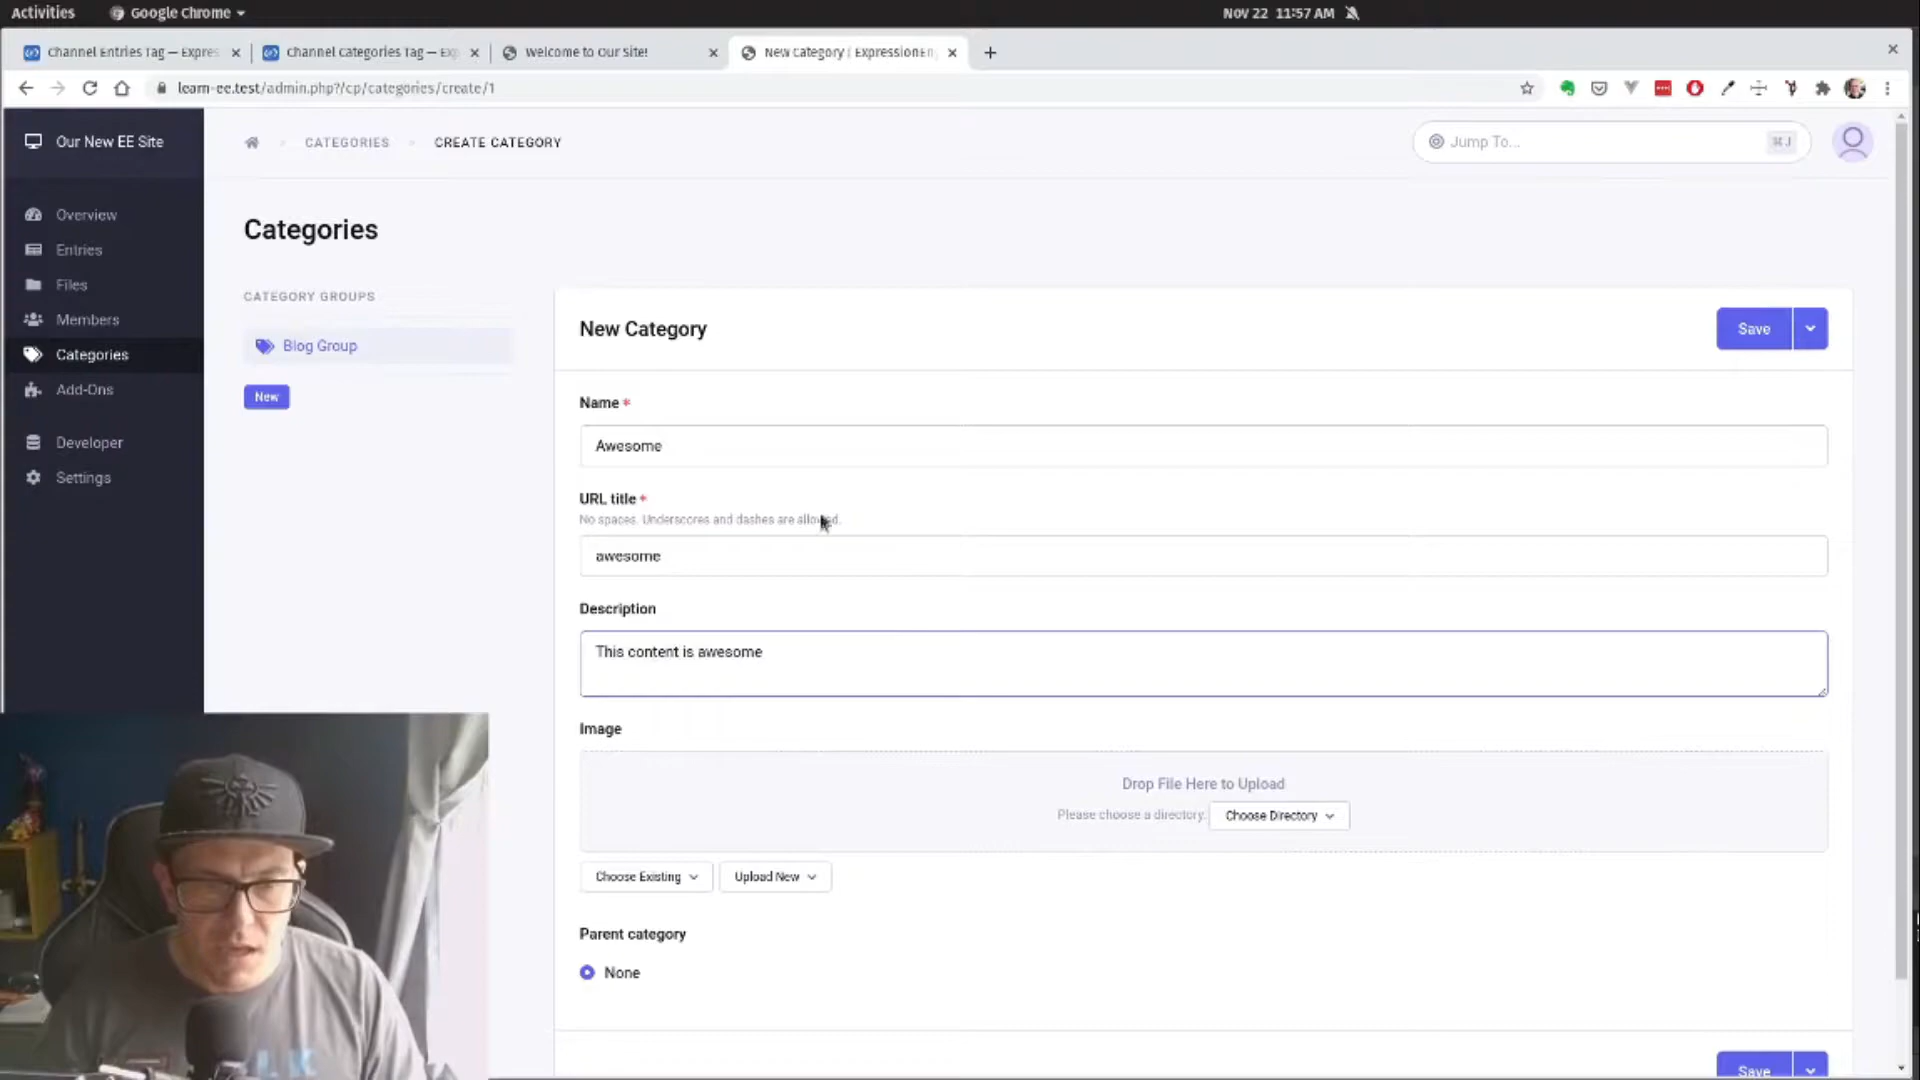 Activities
Google Chrome
Nov 22 11:57 AM
Channel Entries Tag — Expres
Channel Categories Tag — Exp
Welcome to Our Site!
New Category | ExpressionEn
learn-ee.test/admin.php?/cp/categories/create/1
Our New EE Site
CATEGORIES
CREATE CATEGORY
Jump To...
⌘J
Overview
Entries
Files
Members
Categories
Add-Ons
Developer
Settings
Categories
CATEGORY GROUPS
Blog Group
New
New Category
Save
Name *
Awesome
URL title *
No spaces. Underscores and dashes are allowed.
awesome
Description
This content is awesome
Image
Drop File Here to Upload
Please choose a directory.
Choose Directory
Choose Existing
Upload New
Parent category
None
Save